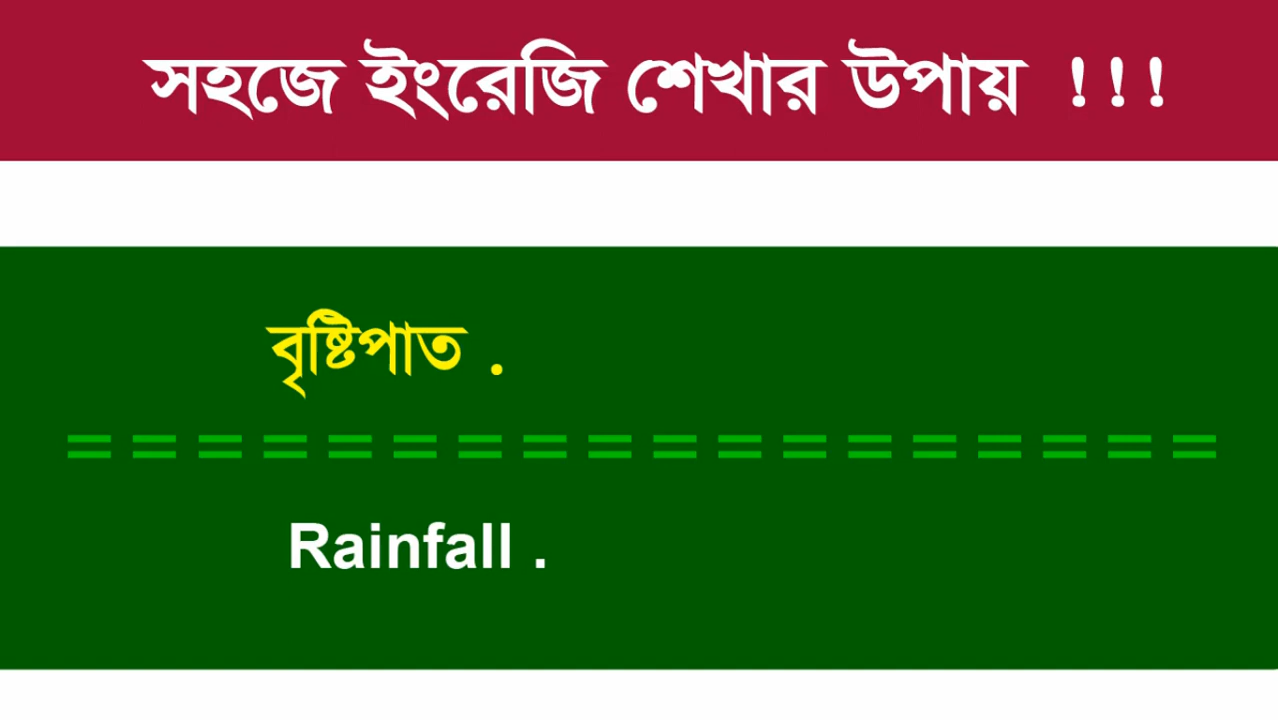 সহজে ইংরেজি শেখার উপায় !!!
বৃষ্টিপাত .
= = = = = = = = = = = = = = = = = =
Rainfall .